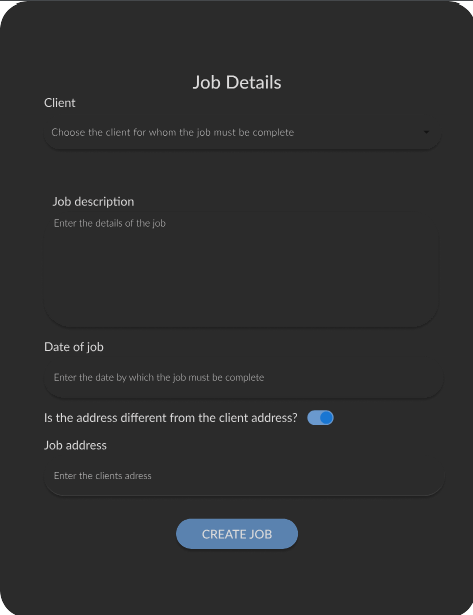 Job Details
Client
Choose the client for whom the job must be complete
Job description
Enter the details of the job
Date of job
Enter the date by which the job must be complete
Is the address different from the client address?
Job address
Enter the clients adress
CREATE JOB